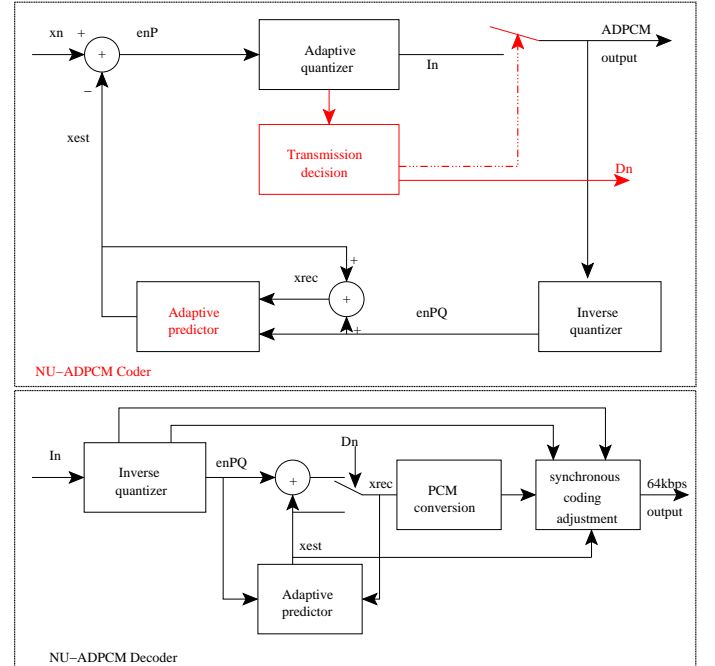 xn
+
+
−
enP
Adaptive
quantizer
In
ADPCM
output
xest
Transmission
decision
Dn
+
xrec
+
+
Adaptive
predictor
enPQ
Inverse
quantizer
NU−ADPCM Coder
In
Inverse
quantizer
enPQ
+
Dn
xrec
PCM
conversion
synchronous
coding
adjustment
64kbps
output
xest
Adaptive
predictor
NU−ADPCM Decoder